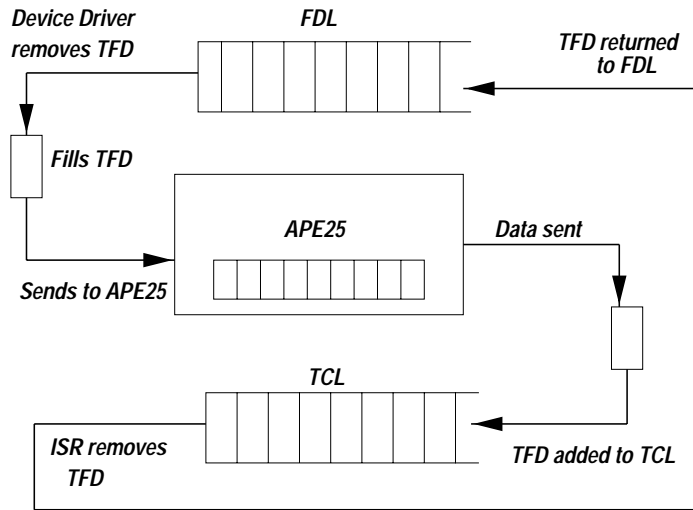 Device Driver
removes TFD
FDL
TFD returned
to FDL
Fills TFD
APE25
Data sent
Sends to APE25
TCL
ISR removes
TFD
TFD added to TCL